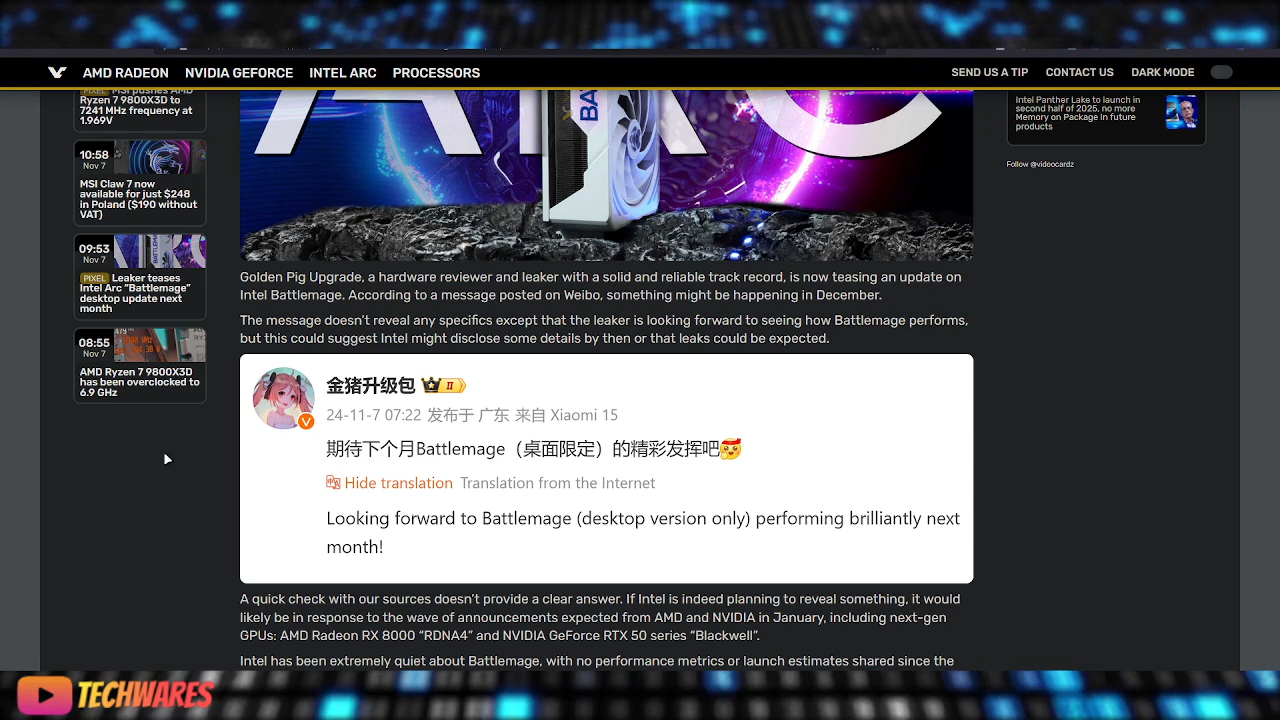 AMD RADEON NVIDIA GEFORCE INTEL ARC PROCESSORS SEND US A TIP CONTACT US DARK MODE
PIXEL MSI pushes AMD
Ryzen 7 9800X3D to
7241 MHz frequency at
1.969V
10:58
Nov 7
MSI Claw 7 now
available for just $248
in Poland ($190 without
VAT)
09:53
Nov 7
PIXEL Leaker teases
Intel Arc "Battlemage"
desktop update next
month
08:55
Nov 7
AMD Ryzen 7 9800X3D
has been overclocked to
6.9 GHz
ARC
BA
Golden Pig Upgrade, a hardware reviewer and leaker with a solid and reliable track record, is now teasing an update on
Intel Battlemage. According to a message posted on Weibo, something might be happening in December.
The message doesn't reveal any specifics except that the leaker is looking forward to seeing how Battlemage performs,
but this could suggest Intel might disclose some details by then or that leaks could be expected.
金猪升级包 II
24-11-7 07:22 发布于 广东 来自 Xiaomi 15
期待下个月Battlemage（桌面限定）的精彩发挥吧
Hide translation Translation from the Internet
Looking forward to Battlemage (desktop version only) performing brilliantly next
month!
A quick check with our sources doesn't provide a clear answer. If Intel is indeed planning to reveal something, it would
likely be in response to the wave of announcements expected from AMD and NVIDIA in January, including next-gen
GPUs: AMD Radeon RX 8000 "RDNA4" and NVIDIA GeForce RTX 50 series "Blackwell".
Intel has been extremely quiet about Battlemage, with no performance metrics or launch estimates shared since the
Intel Panther Lake to launch in
second half of 2025, no more
Memory on Package in future
products
Follow @videocardz
TECHWARES